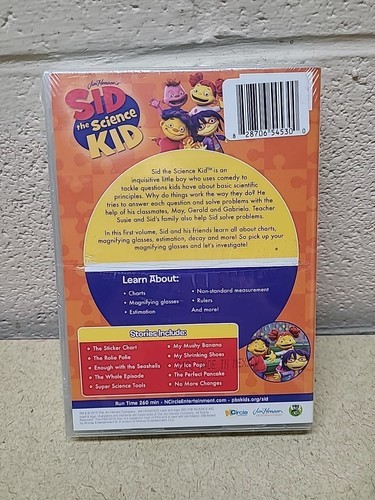 Jim Henson's
SID
the Science
KID
8 28706 54530 0
Sid the Science Kid™ is an
inquisitive little boy who uses comedy to
tackle questions kids have about basic scientific
principles. Why do things work the way they do? He
tries to answer each question and solve problems with the
help of his classmates, May, Gerald and Gabriela. Teacher
Susie and Sid's family also help Sid solve problems.
In this first volume, Sid and his friends learn all about charts,
magnifying glasses, estimation, decay and more! So pick up your
magnifying glasses and let's investigate!
Learn About:
• Charts
• Magnifying glasses
• Estimation
• Non-standard measurement
• Rulers
And more!
Stories Include:
• The Sticker Chart
• The Rolie Polie
• Enough with the Seashells
• The Whole Episode
• Super Science Tools
• My Mushy Banana
• My Shrinking Shoes
• My Ice Pops
• The Perfect Pancake
• No More Changes
Run Time 260 min • NCircleEntertainment.com • pbskids.org/sid
NCircle
Jim Henson